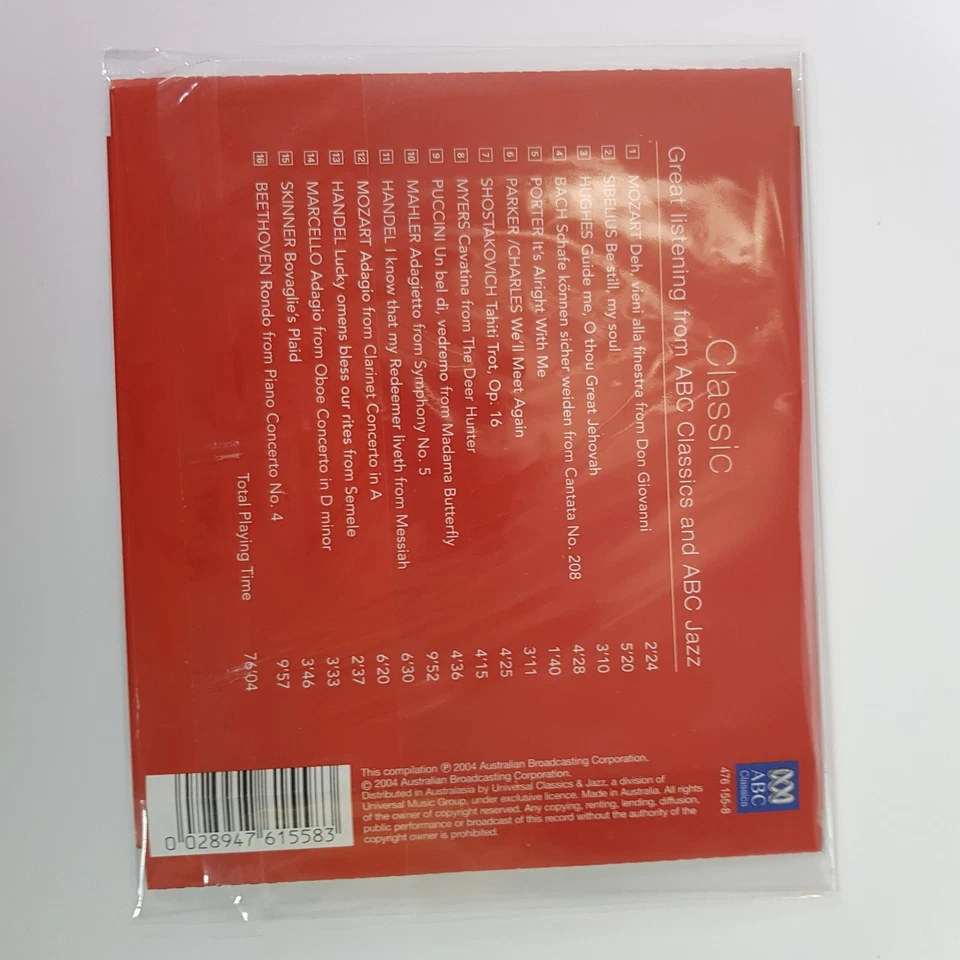 Classic
Great listening from ABC Classics and ABC Jazz
1 MOZART Deh, vieni alla finestra from Don Giovanni 2'24
2 SIBELIUS Be still, my soul 5'20
3 HUGHES Guide me, O thou Great Jehovah 3'10
4 BACH Schafe können sicher weiden from Cantata No. 208 4'28
5 PORTER It's Alright With Me 1'40
6 PARKER /CHARLES We'll Meet Again 3'11
7 SHOSTAKOVICH Tahiti Trot, Op. 16 4'25
8 MYERS Cavatina from The Deer Hunter 4'15
9 PUCCINI Un bel dì, vedremo from Madama Butterfly 4'36
10 MAHLER Adagietto from Symphony No. 5 9'52
11 HANDEL I know that my Redeemer liveth from Messiah 6'30
12 MOZART Adagio from Clarinet Concerto in A 6'20
13 HANDEL Lucky omens bless our rites from Semele 2'37
14 MARCELLO Adagio from Oboe Concerto in D minor 3'33
15 SKINNER Bovaglie's Plaid 3'46
16 BEETHOVEN Rondo from Piano Concerto No. 4 9'57
Total Playing Time 76'04
ABC
Classics
476 155-8
This compilation ℗ 2004 Australian Broadcasting Corporation.
© 2004 Australian Broadcasting Corporation.
Distributed in Australasia by Universal Classics & Jazz, a division of
Universal Music Group, under exclusive licence. Made in Australia. All rights
of the owner of copyright reserved. Any copying, renting, lending, diffusion,
public performance or broadcast of this record without the authority of the
copyright owner is prohibited.
0 028947 615583